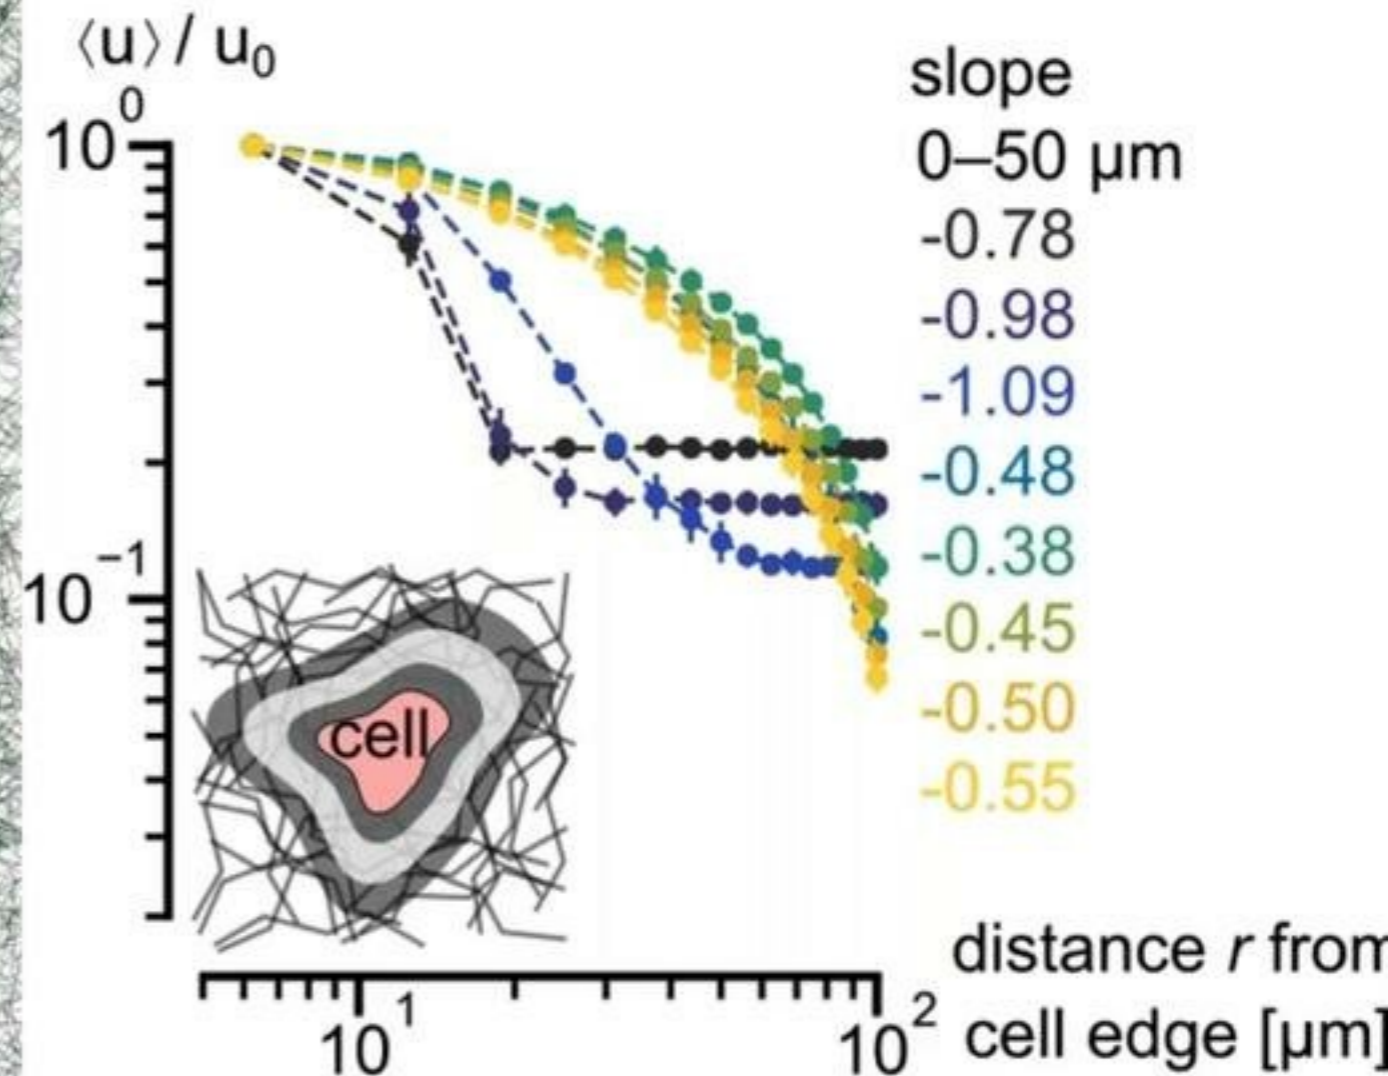 ⟨u⟩ / u₀
10⁰
10⁻¹
cell
10¹
10²
slope
0–50 µm
-0.78
-0.98
-1.09
-0.48
-0.38
-0.45
-0.50
-0.55
distance r from
cell edge [µm]